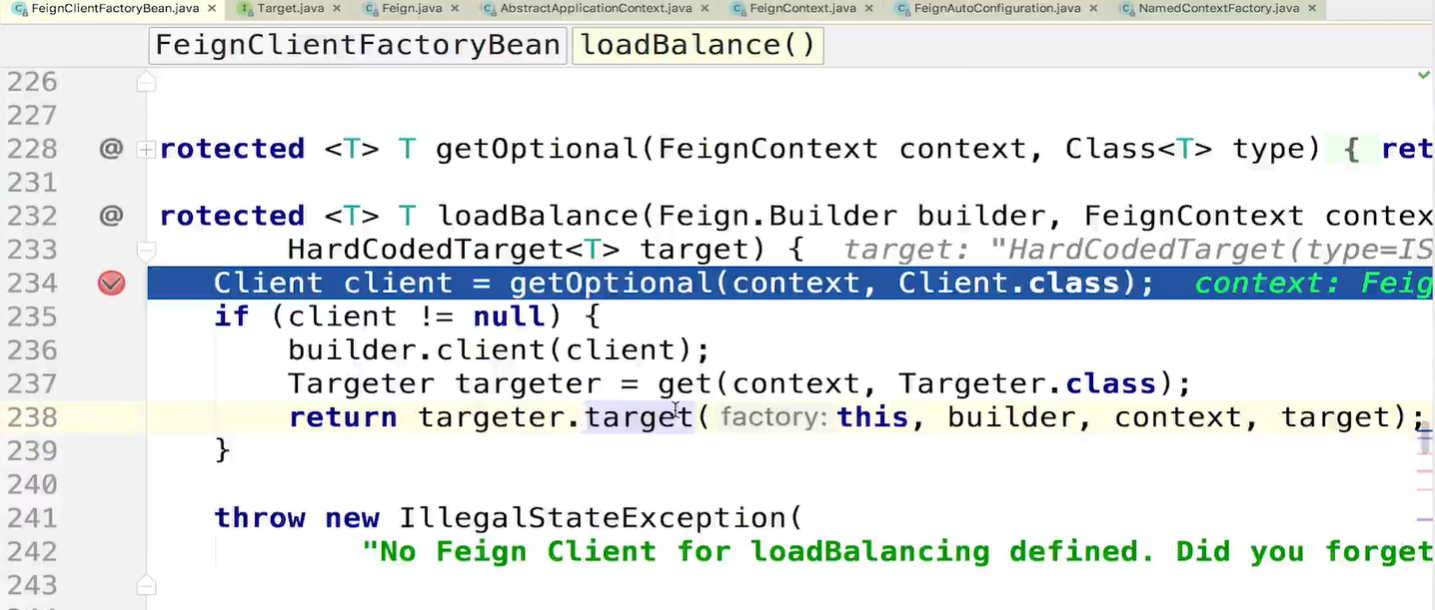 FeignClientFactoryBean.java × Target.java × Feign.java × AbstractApplicationContext.java × FeignContext.java × FeignAutoConfiguration.java × NamedContextFactory.java ×
FeignClientFactoryBean loadBalance()
226
227
228 @ rotected <T> T getOptional(FeignContext context, Class<T> type) { ret
231
232 @ rotected <T> T loadBalance(Feign.Builder builder, FeignContext contex
233 HardCodedTarget<T> target) { target: "HardCodedTarget(type=IS
234 Client client = getOptional(context, Client.class); context: Feig
235 if (client != null) {
236 builder.client(client);
237 Targeter targeter = get(context, Targeter.class);
238 return targeter.target( factory: this, builder, context, target);
239 }
240
241 throw new IllegalStateException(
242 "No Feign Client for loadBalancing defined. Did you forget
243